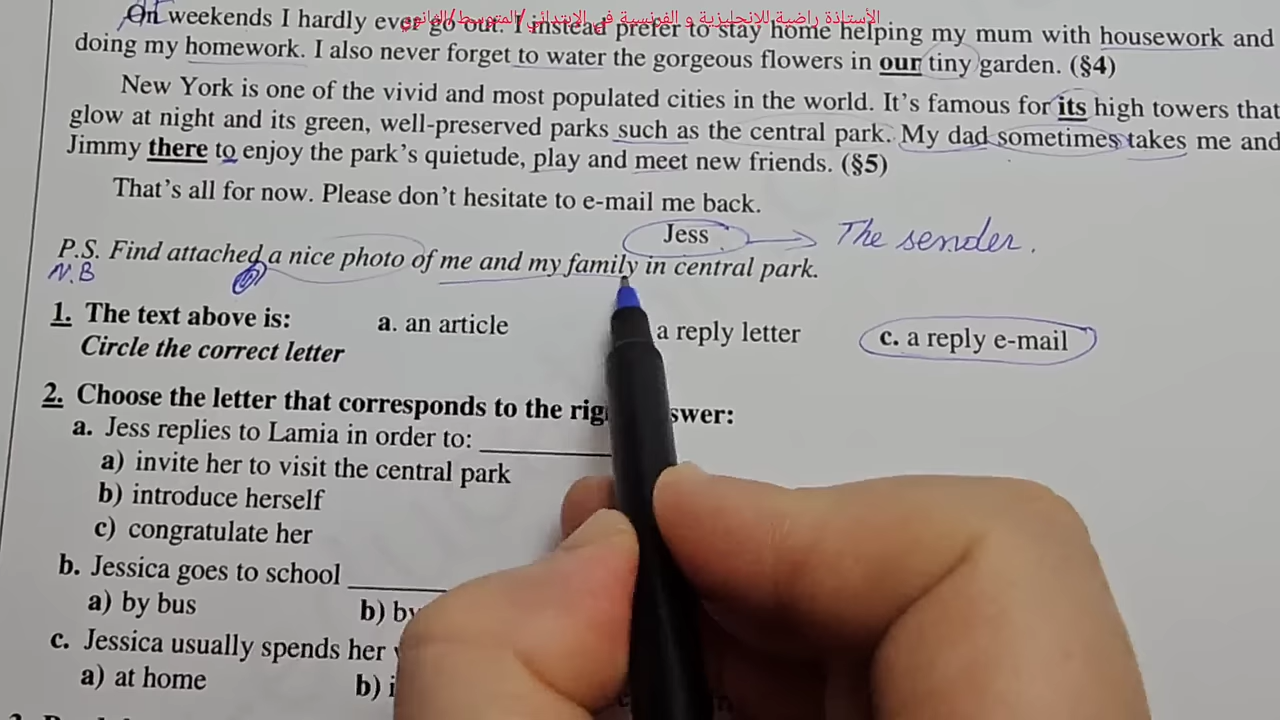 الأستاذة راضية للانجليزية و الفرنسية في الابتدائي/المتوسط/الثانوي
On weekends I hardly ever go out. I instead prefer to stay home helping my mum with housework and
doing my homework. I also never forget to water the gorgeous flowers in our tiny garden. (§4)
New York is one of the vivid and most populated cities in the world. It's famous for its high towers that
glow at night and its green, well-preserved parks such as the central park. My dad sometimes takes me and
Jimmy there to enjoy the park's quietude, play and meet new friends. (§5)
That's all for now. Please don't hesitate to e-mail me back.
Jess The sender.
P.S. Find attached a nice photo of me and my family in central park.
N.B
1. The text above is: a. an article a reply letter c. a reply e-mail
Circle the correct letter
2. Choose the letter that corresponds to the
a. Jess replies to Lamia in order to:
a) invite her to visit the central park
b) introduce herself
c) congratulate her
b. Jessica goes to school
a) by bus b)
c. Jessica usually spends her
a) at home b)